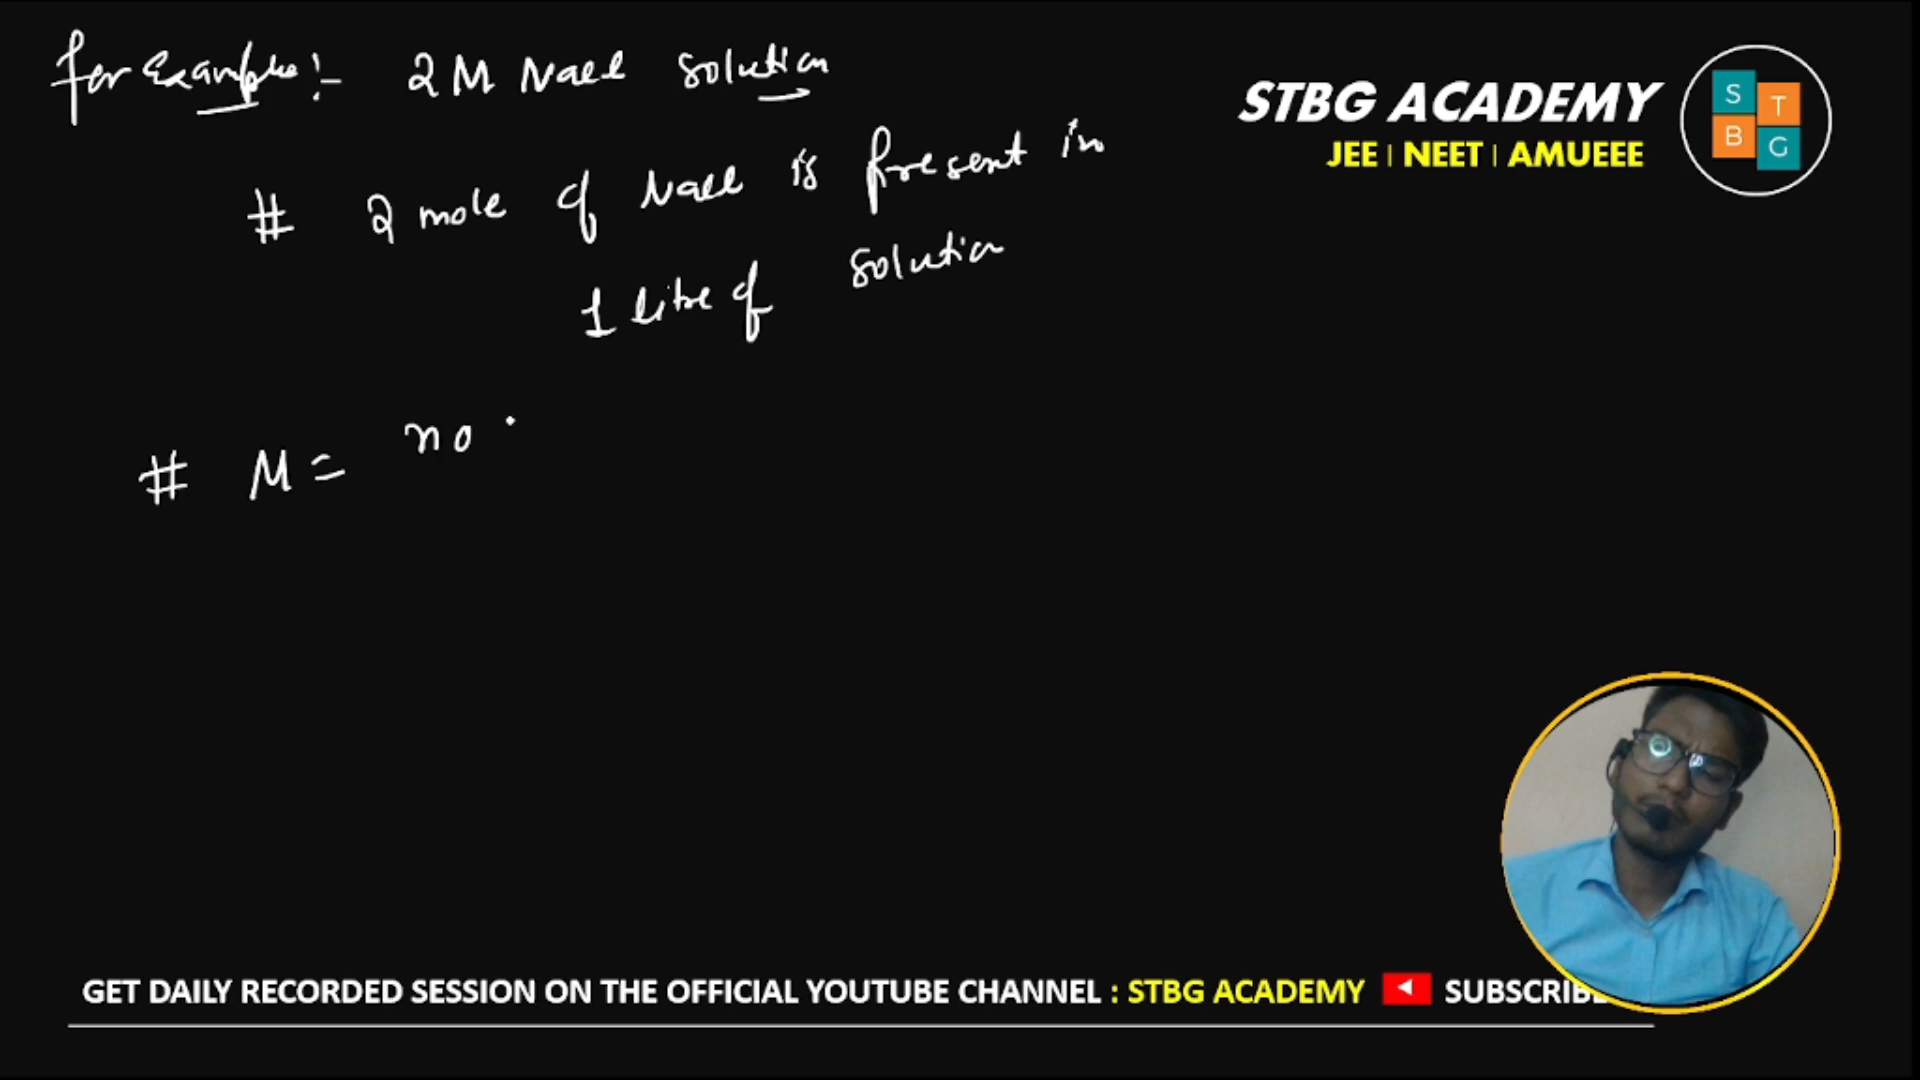 for Example:- 2M Nacl solution
# 2 mole of Nacl is present in
1 litre of solution
# M = no.
STBG ACADEMY
JEE | NEET | AMUEEE
S T
B G
GET DAILY RECORDED SESSION ON THE OFFICIAL YOUTUBE CHANNEL : STBG ACADEMY SUBSCRIBE